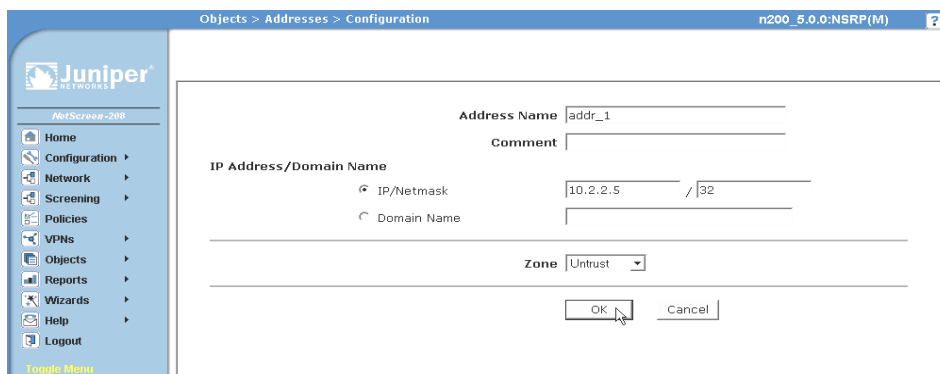 Objects > Addresses > Configuration
n200_5.0.0:NSRP(M)
?
Juniper®
NETWORKS
NetScreen-208
Home
Configuration
Network
Screening
Policies
VPNs
Objects
Reports
Wizards
Help
Logout
Toggle Menu
Address Name addr_1
Comment
IP Address/Domain Name
IP/Netmask 10.2.2.5 / 32
Domain Name
Zone Untrust
OK Cancel